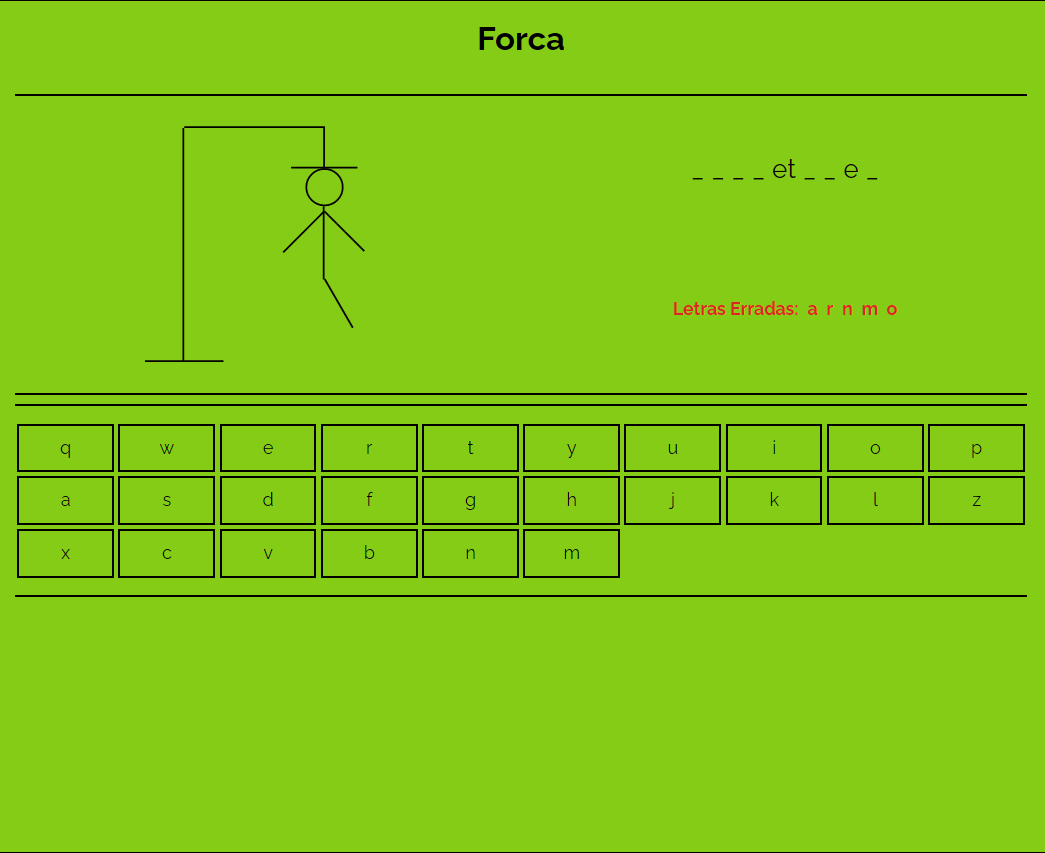 Forca
_ _ _ _ et _ _ e _
Letras Erradas: a r n m o
q w e r t y u i o p
a s d f g h j k l z
x c v b n m